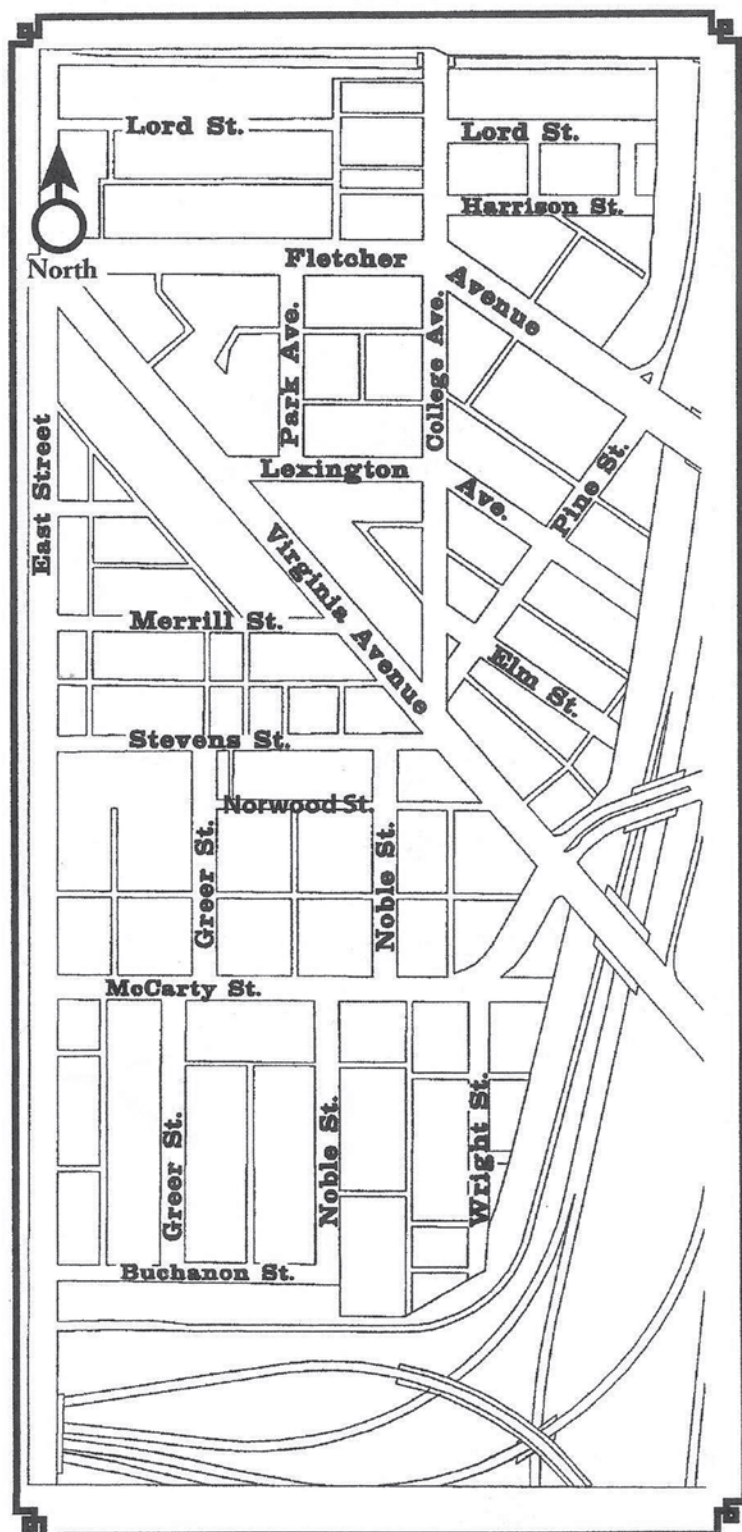 Lord St.
Lord St.
Harrison St.
North
Fletcher
Avenue
Park Ave.
College Ave.
Lexington
Ave.
Pine St.
East Street
Virginia Avenue
Merrill St.
Elm St.
Stevens St.
Norwood St.
Greer St.
Noble St.
McCarty St.
Greer St.
Noble St.
Wright St.
Buchanon St.